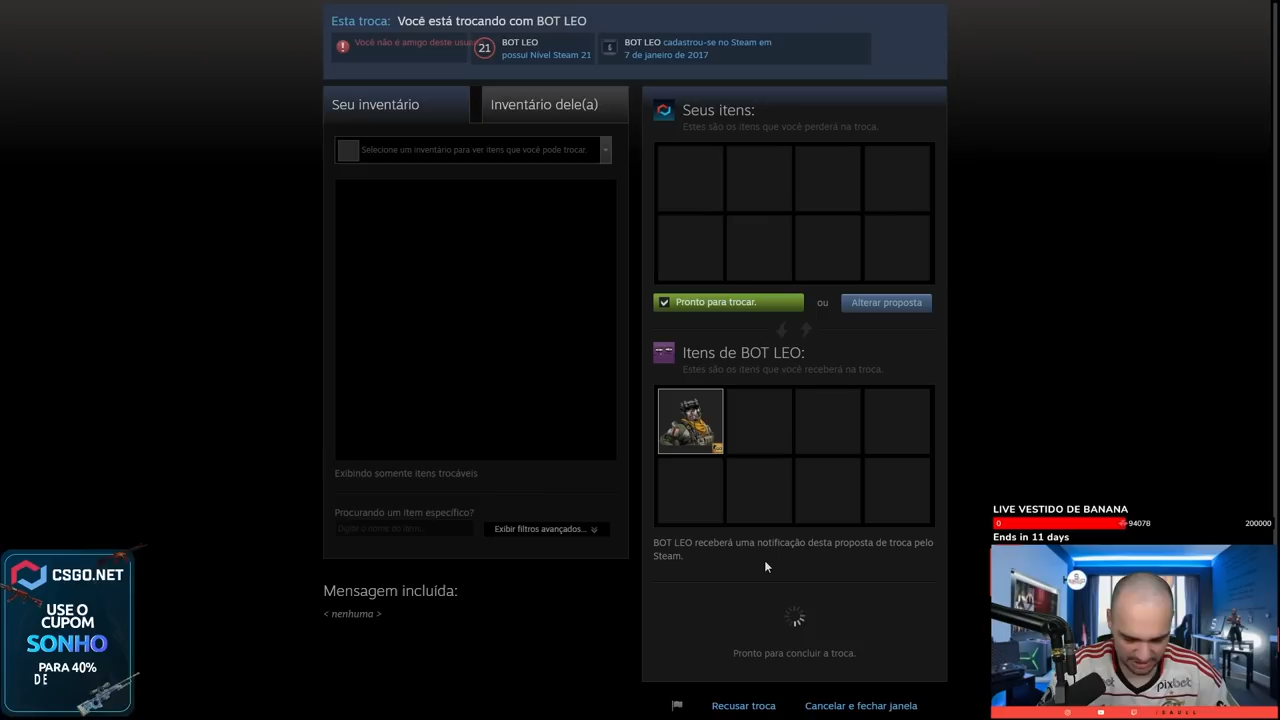 Esta troca: Você está trocando com BOT LEO
Você não é amigo deste usu
21
BOT LEO
possui Nível Steam 21
BOT LEO cadastrou-se no Steam em
7 de janeiro de 2017
Seu inventário
Inventário dele(a)
Selecione um inventário para ver itens que você pode trocar.
Exibindo somente itens trocáveis
Procurando um item específico?
Digite o nome do item...
Exibir filtros avançados...
Mensagem incluída:
< nenhuma >
Seus itens:
Estes são os itens que você perderá na troca.
Pronto para trocar.
ou
Alterar proposta
Itens de BOT LEO:
Estes são os itens que você receberá na troca.
BOT LEO receberá uma notificação desta proposta de troca pelo
Steam.
Pronto para concluir a troca.
Recusar troca
Cancelar e fechar janela
CSGO.NET
USE O
CUPOM
SONHO
PARA 40%
DE
LIVE VESTIDO DE BANANA
0
94078
200000
Ends in 11 days
pixbet